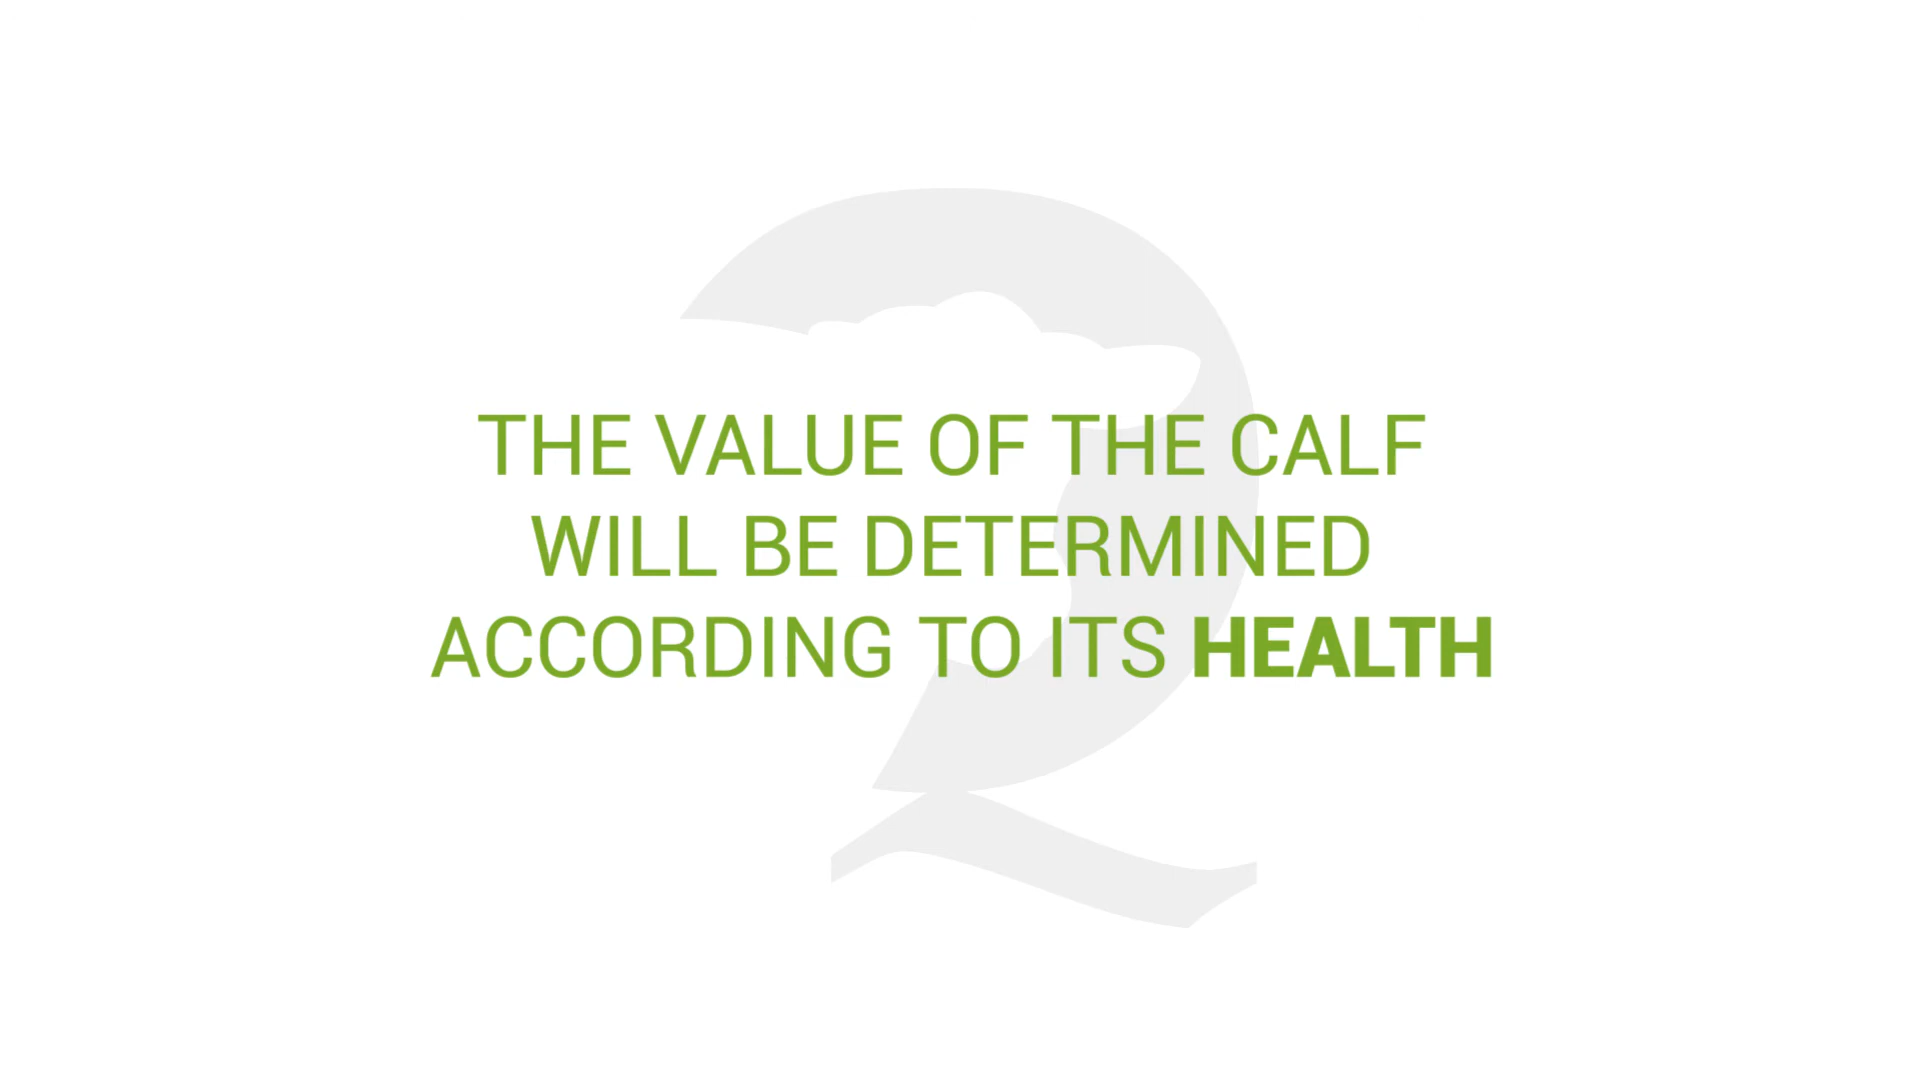 THE VALUE OF THE CALF
WILL BE DETERMINED
ACCORDING TO ITS HEALTH